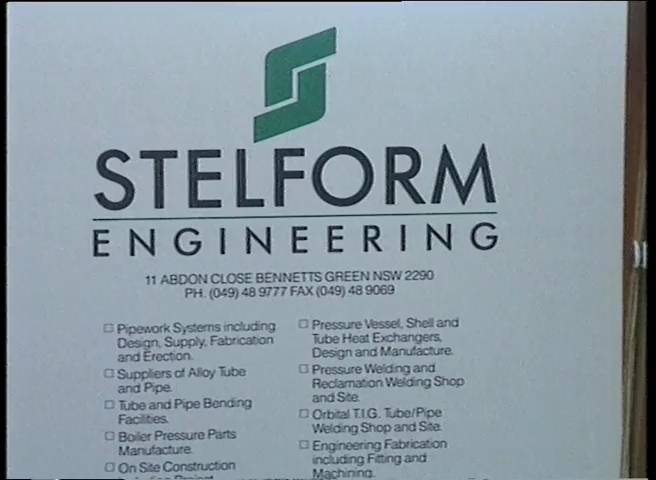 STELFORM
ENGINEERING
11 ABDON CLOSE BENNETTS GREEN NSW 2290
PH. (049) 48 9777 FAX (049) 48 9069
☐ Pipework Systems including
Design, Supply, Fabrication
and Erection.
☐ Suppliers of Alloy Tube
and Pipe.
☐ Tube and Pipe Bending
Facilities.
☐ Boiler Pressure Parts
Manufacture.
☐ On Site Construction
☐ Pressure Vessel, Shell and
Tube Heat Exchangers,
Design and Manufacture.
☐ Pressure Welding and
Reclamation Welding Shop
and Site.
☐ Orbital T.I.G. Tube/Pipe
Welding Shop and Site.
☐ Engineering Fabrication
including Fitting and
Machining.